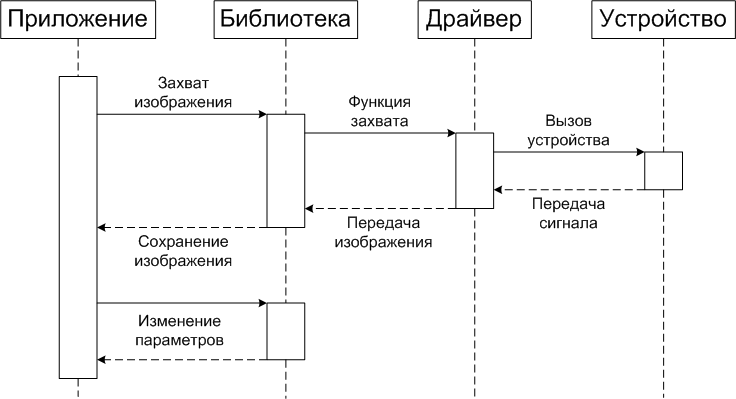 Приложение
Библиотека
Драйвер
Устройство
Захват
изображения
Функция
захвата
Вызов
устройства
Передача
сигнала
Передача
изображения
Сохранение
изображения
Изменение
параметров